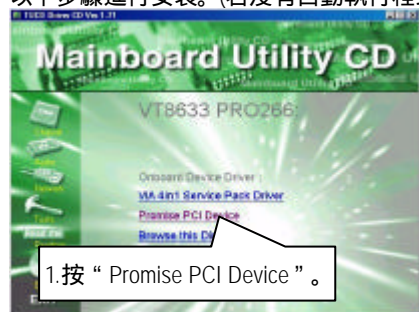 以下步驟進行安裝。(若沒有自動執行程
Mainboard Utility CD
VT8633 PRO266:
Onboard Device Driver :
VIA 4in1 Service Pack Driver
Promise PCI Device
Browse this
1.按“Promise PCI Device”。